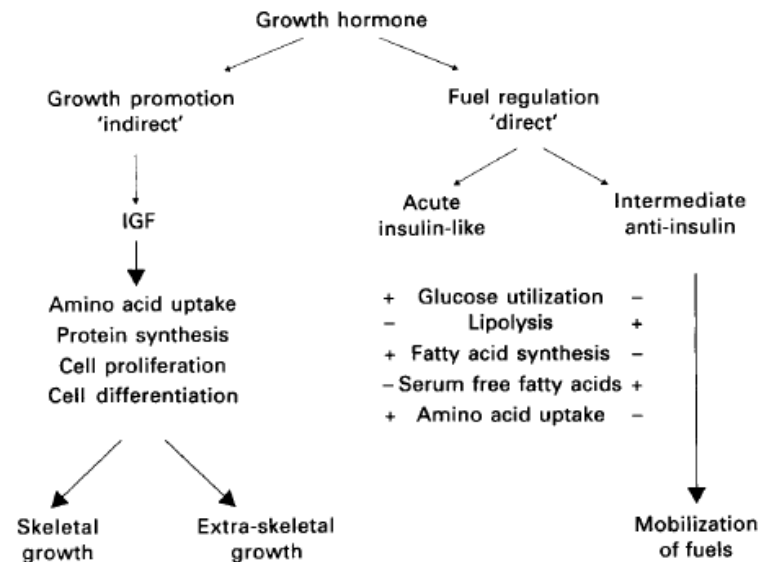 Growth hormone
Growth promotion
'indirect'
Fuel regulation
'direct'
IGF
Acute
insulin-like
Intermediate
anti-insulin
Amino acid uptake
Protein synthesis
Cell proliferation
Cell differentiation
+ Glucose utilization –
– Lipolysis +
+ Fatty acid synthesis –
– Serum free fatty acids +
+ Amino acid uptake –
Skeletal
growth
Extra-skeletal
growth
Mobilization
of fuels